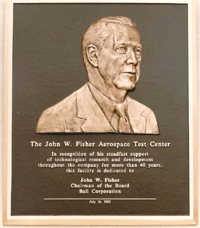 The John W. Fisher Aerospace Test Center
In recognition of his steadfast support
of technological research and development
throughout the company for more than 40 years,
this facility is dedicated to
John W. Fisher
Chairman of the Board
Ball Corporation